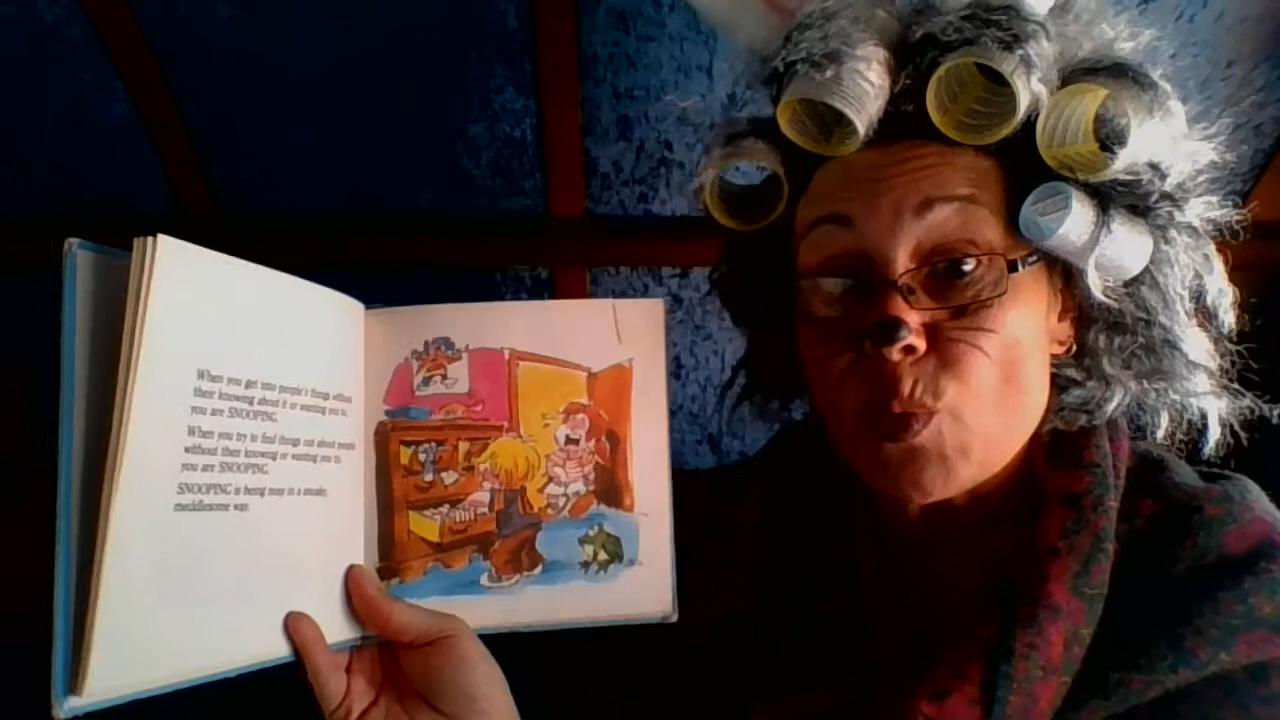 When you get into people's things without
their knowing about it or wanting you to,
you are SNOOPING.
When you try to find things out about people
without their knowing or wanting you to,
you are SNOOPING.
SNOOPING is being nosy in a sneaky,
meddlesome way.